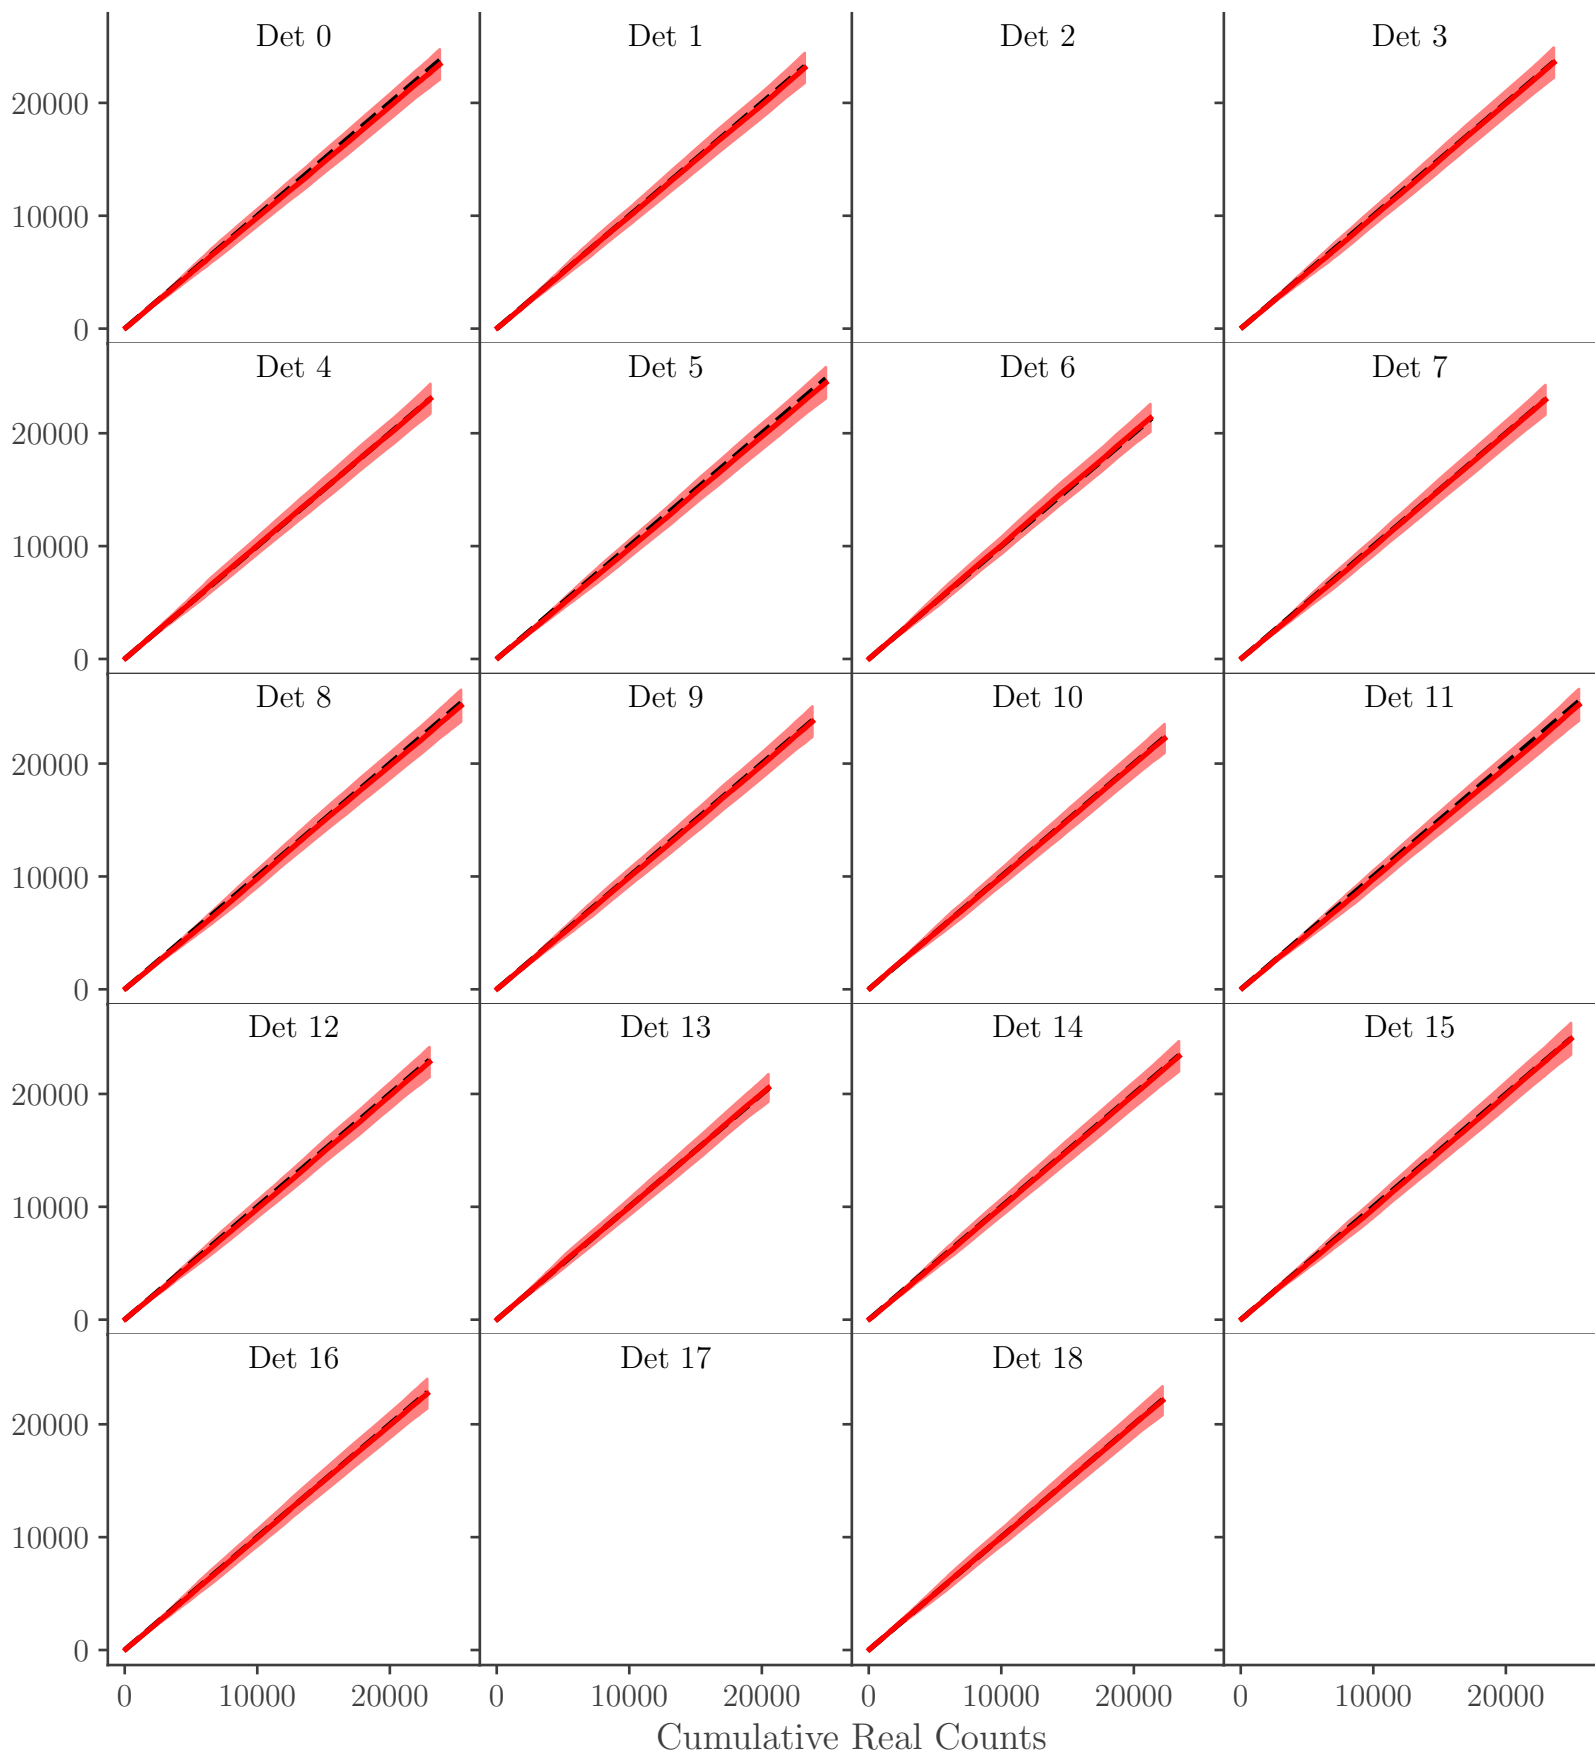 Det 0 Det 1 Det 2 Det 3
20000
10000
0
Det 4 Det 5 Det 6 Det 7
20000
10000
0
Det 8 Det 9 Det 10 Det 11
20000
10000
0
Det 12 Det 13 Det 14 Det 15
20000
10000
0
Det 16 Det 17 Det 18
20000
10000
0
0 10000 20000 0 10000 20000 0 10000 20000 0 10000 20000
Cumulative Real Counts